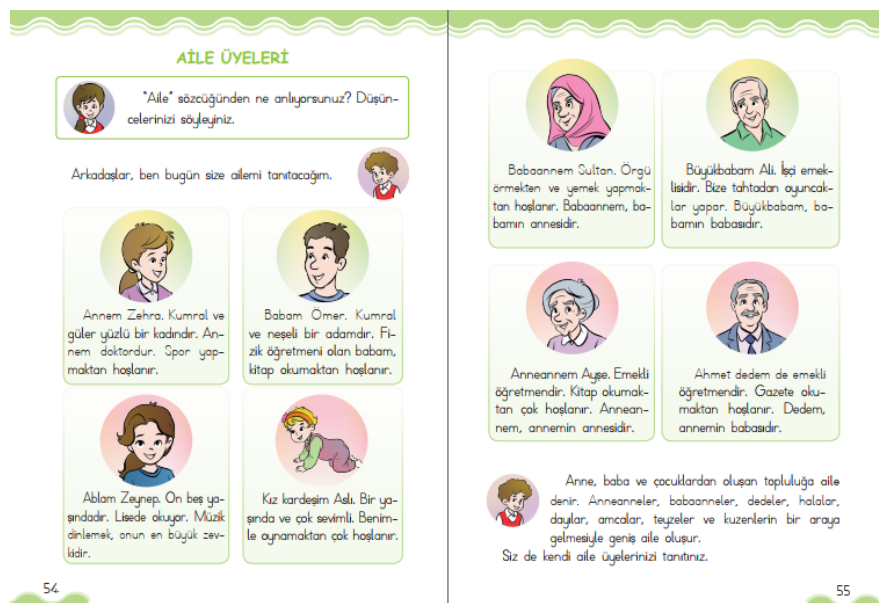 AİLE ÜYELERİ
"Aile" sözcüğünden ne anlıyorsunuz? Düşün-
celerinizi söyleyiniz.
Arkadaşlar, ben bugün size ailemi tanıtacağım.
Annem Zehra. Kumral ve
güler yüzlü bir kadındır. An-
nem doktordur. Spor yap-
maktan hoşlanır.
Babam Ömer. Kumral
ve neşeli bir adamdır. Fi-
zik öğretmeni olan babam,
kitap okumaktan hoşlanır.
Ablam Zeynep. On beş ya-
şındadır. Lisede okuyor. Müzik
dinlemek, onun en büyük zev-
kidir.
Kız kardeşim Aslı. Bir ya-
şında ve çok sevimli. Benim-
le oynamaktan çok hoşlanır.
54
Babaannem Sultan. Örgü
örmekten ve yemek yapmak-
tan hoşlanır. Babaannem, ba-
bamın annesidir.
Büyükbabam Ali. İşçi emek-
lisidir. Bize tahtadan oyuncak-
lar yapar. Büyükbabam, ba-
bamın babasıdır.
Anneannem Ayşe. Emekli
öğretmendir. Kitap okumak-
tan çok hoşlanır. Annean-
nem, annemin annesidir.
Ahmet dedem de emekli
öğretmendir. Gazete oku-
maktan hoşlanır. Dedem,
annemin babasıdır.
Anne, baba ve çocuklardan oluşan topluluğa aile
denir. Anneanneler, babaanneler, dedeler, halalar,
dayılar, amcalar, teyzeler ve kuzenlerin bir araya
gelmesiyle geniş aile oluşur.
Siz de kendi aile üyelerinizi tanıtınız.
55